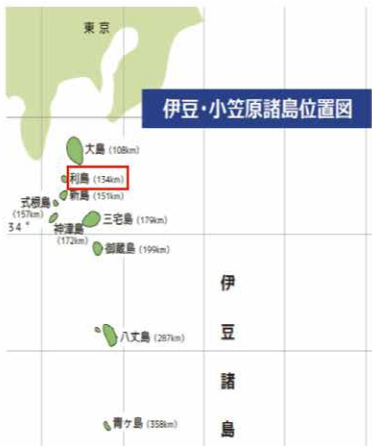 東京
伊豆・小笠原諸島位置図
大島 (108km)
利島 (134km)
新島 (151km)
式根島
(157km)
三宅島 (179km)
34°
神津島
(172km)
御蔵島 (199km)
伊豆諸島
八丈島 (287km)
青ヶ島 (358km)